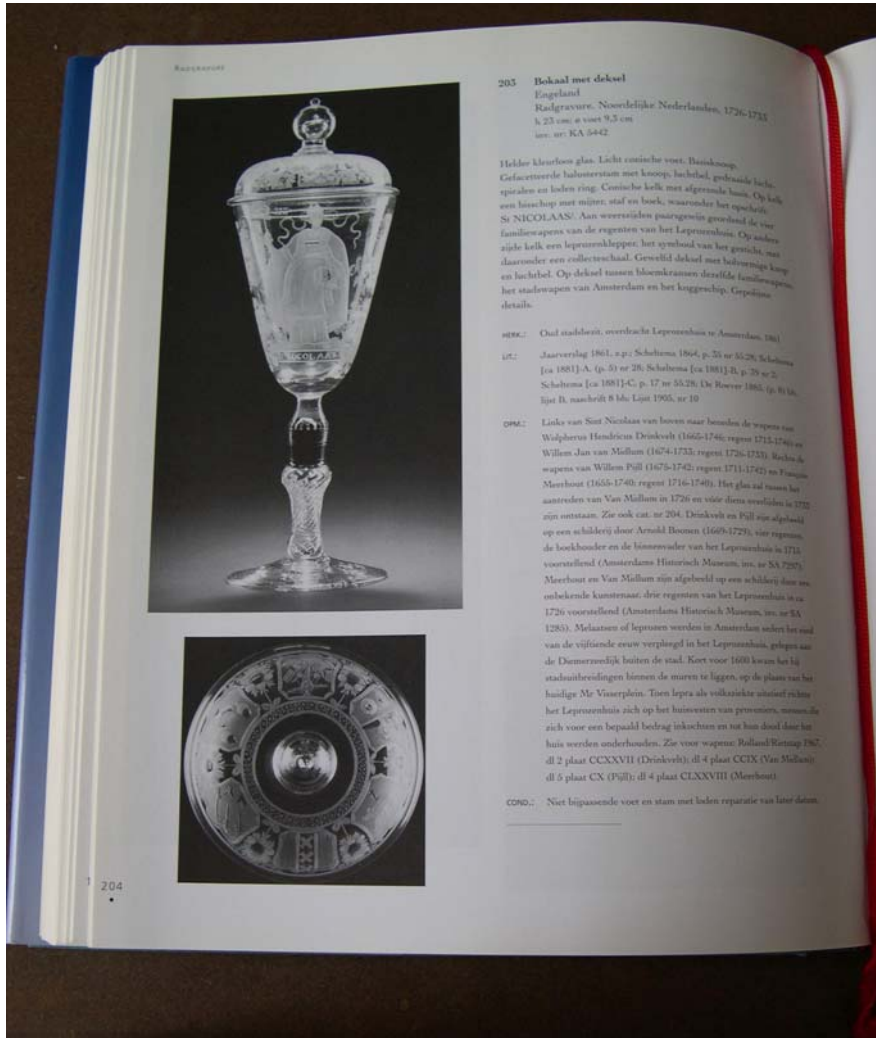 RADGRAVURE
203 Bokaal met deksel
Engeland
Radgravure. Noordelijke Nederlanden, 1726-1733
h 23 cm; ø voet 9,3 cm
inv. nr: KA 5442
Helder kleurloos glas. Licht conische voet. Basisknoop.
Gefacetteerde balusterstam met knoop, luchtbel, gedraaide lucht-
spiralen en loden ring. Conische kelk met afgeronde basis. Op kelk
een bisschop met mijter, staf en boek, waaronder het opschrift:
St NICOLAAS/. Aan weerszijden paarsgewijs geordend de vier
familiewapens van de regenten van het Leprozenhuis. Op andere
zijde kelk een leprozenklepper, het symbool van het gesticht, met
daaronder een collecteschaal. Gewelfd deksel met bolvormige knop
en luchtbel. Op deksel tussen bloemkransen dezelfde familiewapens,
het stadswapen van Amsterdam en het koggeschip. Gepolijste
details.
HERK.: Oud stadsbezit, overdracht Leprozenhuis te Amsterdam, 1861
LIT.: Jaarverslag 1861, z.p.; Scheltema 1864, p. 35 nr 55.28; Scheltema
[ca 1881]-A, (p. 5) nr 28; Scheltema [ca 1881]-B, p. 29 nr 2;
Scheltema [ca 1881]-C, p. 17 nr 55.28; De Roever 1885, (p. 8) bb,
lijst B, naschrift 8 bb; Lijst 1905, nr 10
OPM.: Links van Sint Nicolaas van boven naar beneden de wapens van
Wolpherus Hendricus Drinkvelt (1665-1746; regent 1713-1746) en
Willem Jan van Midlum (1674-1733; regent 1726-1733). Rechts de
wapens van Willem Pijll (1675-1742; regent 1711-1742) en François
Meerhout (1655-1740; regent 1716-1740). Het glas zal tussen het
aantreden van Van Midlum in 1726 en vóór diens overlijden in 1733
zijn ontstaan. Zie ook cat. nr 204. Drinkvelt en Pijll zijn afgebeeld
op een schilderij door Arnold Boonen (1669-1729), vier regenten,
de boekhouder en de binnenvader van het Leprozenhuis in 1715
voorstellend (Amsterdams Historisch Museum, inv. nr SA 7297).
Meerhout en Van Midlum zijn afgebeeld op een schilderij door een
onbekende kunstenaar, drie regenten van het Leprozenhuis in ca
1726 voorstellend (Amsterdams Historisch Museum, inv. nr SA
1285). Melaatsen of leprozen werden in Amsterdam sedert het eind
van de vijftiende eeuw verpleegd in het Leprozenhuis, gelegen aan
de Diemerzeedijk buiten de stad. Kort voor 1600 kwam het bij
stadsuitbreidingen binnen de muren te liggen, op de plaats van het
huidige Mr Visserplein. Toen lepra als volksziekte uitstierf richtte
het Leprozenhuis zich op het huisvesten van proveniers, mensen die
zich voor een bepaald bedrag inkochten en tot hun dood door het
huis werden onderhouden. Zie voor wapens: Rolland/Rietstap 1967,
dl 2 plaat CCXXVII (Drinkvelt); dl 4 plaat CCIX (Van Midlum);
dl 5 plaat CX (Pijll); dl 4 plaat CLXXVIII (Meerhout).
COND.: Niet bijpassende voet en stam met loden reparatie van later datum.
NICOLAAS
1
204